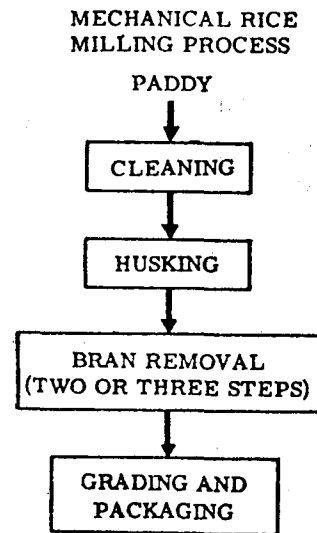 MECHANICAL RICE
MILLING PROCESS
PADDY
CLEANING
HUSKING
BRAN REMOVAL
(TWO OR THREE STEPS)
GRADING AND
PACKAGING